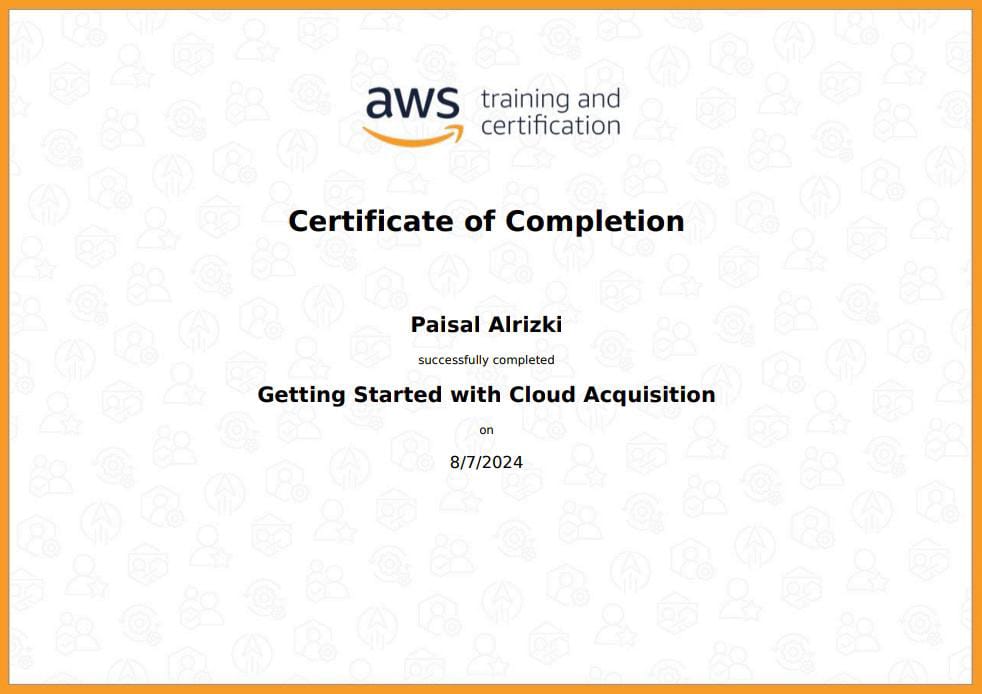 aws training and
certification
Certificate of Completion
Paisal Alrizki
successfully completed
Getting Started with Cloud Acquisition
on
8/7/2024